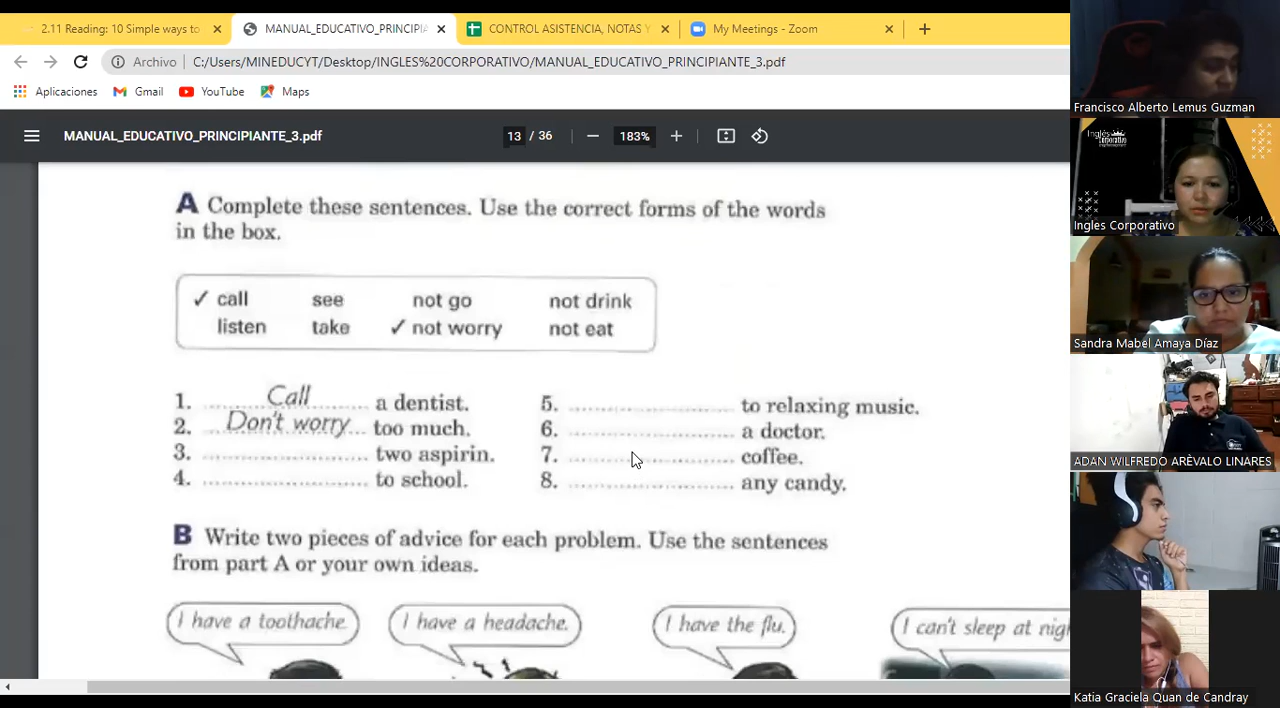 2.11 Reading: 10 Simple ways to
MANUAL_EDUCATIVO_PRINCIPIA
CONTROL ASISTENCIA, NOTAS Y
My Meetings - Zoom
Archivo C:/Users/MINEDUCYT/Desktop/INGLES%20CORPORATIVO/MANUAL_EDUCATIVO_PRINCIPIANTE_3.pdf
Aplicaciones Gmail YouTube Maps
MANUAL_EDUCATIVO_PRINCIPIANTE_3.pdf 13 / 36 183%
A Complete these sentences. Use the correct forms of the words
in the box.
✓ call see not go not drink
listen take ✓ not worry not eat
1. Call a dentist.
2. Don't worry too much.
3. two aspirin.
4. to school.
5. to relaxing music.
6. a doctor.
7. coffee.
8. any candy.
B Write two pieces of advice for each problem. Use the sentences
from part A or your own ideas.
I have a toothache.
I have a headache.
I have the flu.
I can't sleep at nig
Francisco Alberto Lemus Guzman
Inglés
Corporativo
Ingles Corporativo
Sandra Mabel Amaya Díaz
ADAN WILFREDO ARÈVALO LINARES
Katia Graciela Quan de Candray